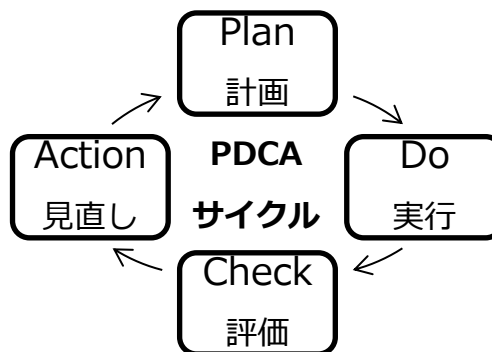 Plan
計画
Action
見直し
PDCA
サイクル
Do
実行
Check
評価